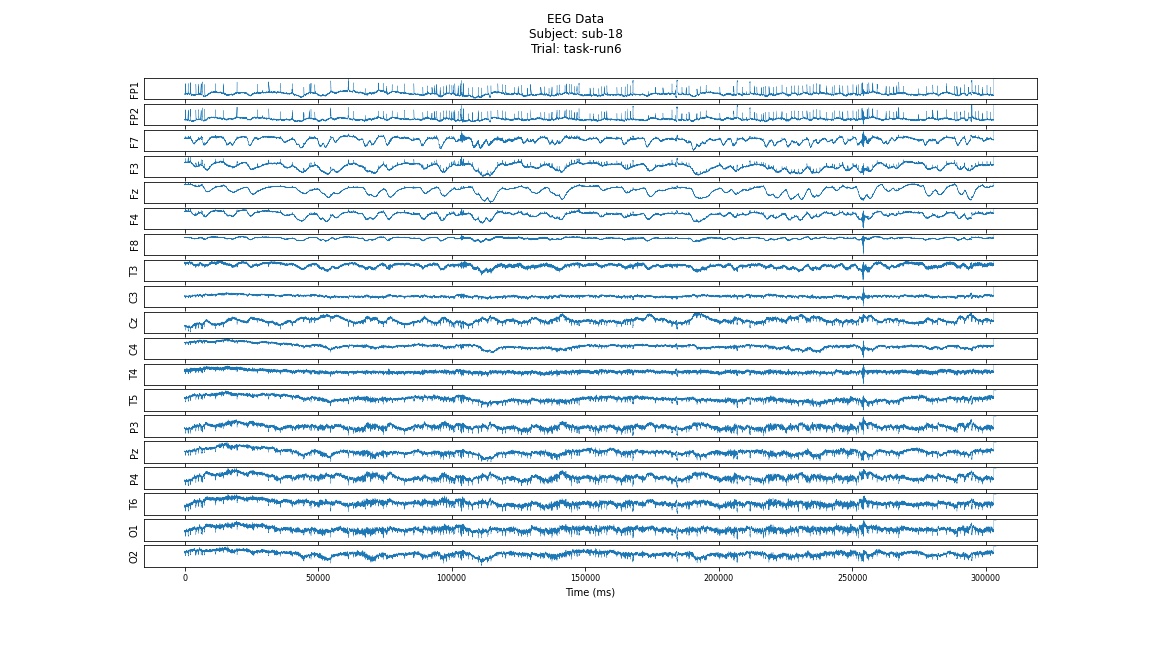 EEG Data
Subject: sub-18
Trial: task-run6
FP1
FP2
F7
F3
Fz
F4
F8
T3
C3
Cz
C4
T4
T5
P3
Pz
P4
T6
O1
O2
0 50000 100000 150000 200000 250000 300000
Time (ms)